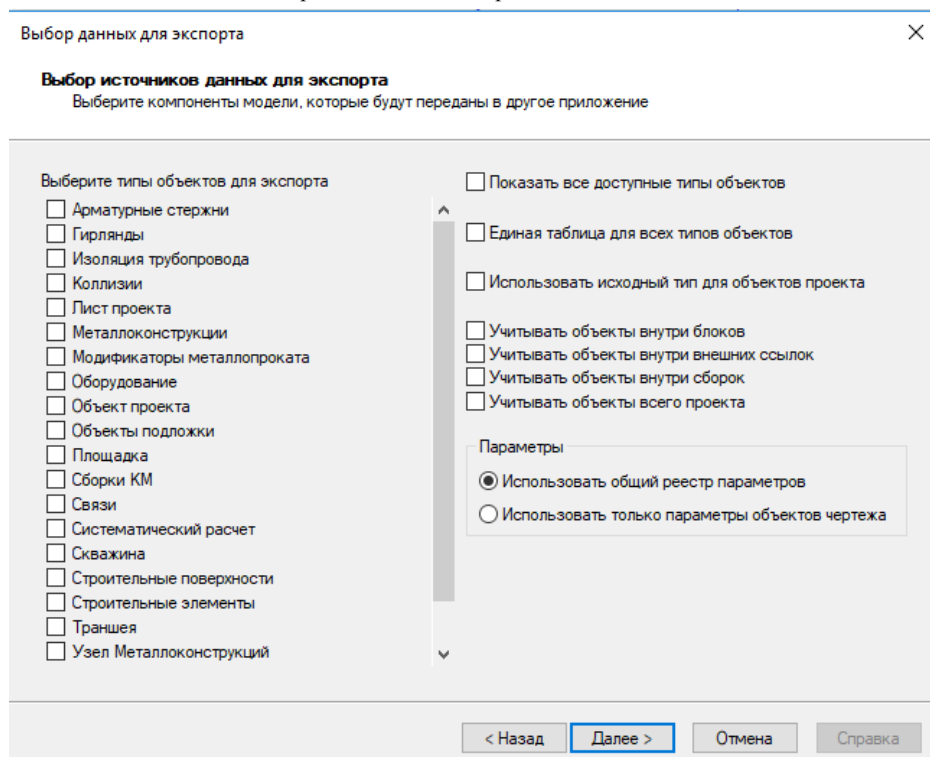 Выбор данных для экспорта
Выбор источников данных для экспорта
Выберите компоненты модели, которые будут переданы в другое приложение
Выберите типы объектов для экспорта
Арматурные стержни
Гирлянды
Изоляция трубопровода
Коллизии
Лист проекта
Металлоконструкции
Модификаторы металлопроката
Оборудование
Объект проекта
Объекты подложки
Площадка
Сборки КМ
Связи
Систематический расчет
Скважина
Строительные поверхности
Строительные элементы
Траншея
Узел Металлоконструкций
Показать все доступные типы объектов
Единая таблица для всех типов объектов
Использовать исходный тип для объектов проекта
Учитывать объекты внутри блоков
Учитывать объекты внутри внешних ссылок
Учитывать объекты внутри сборок
Учитывать объекты всего проекта
Параметры
Использовать общий реестр параметров
Использовать только параметры объектов чертежа
< Назад
Далее >
Отмена
Справка